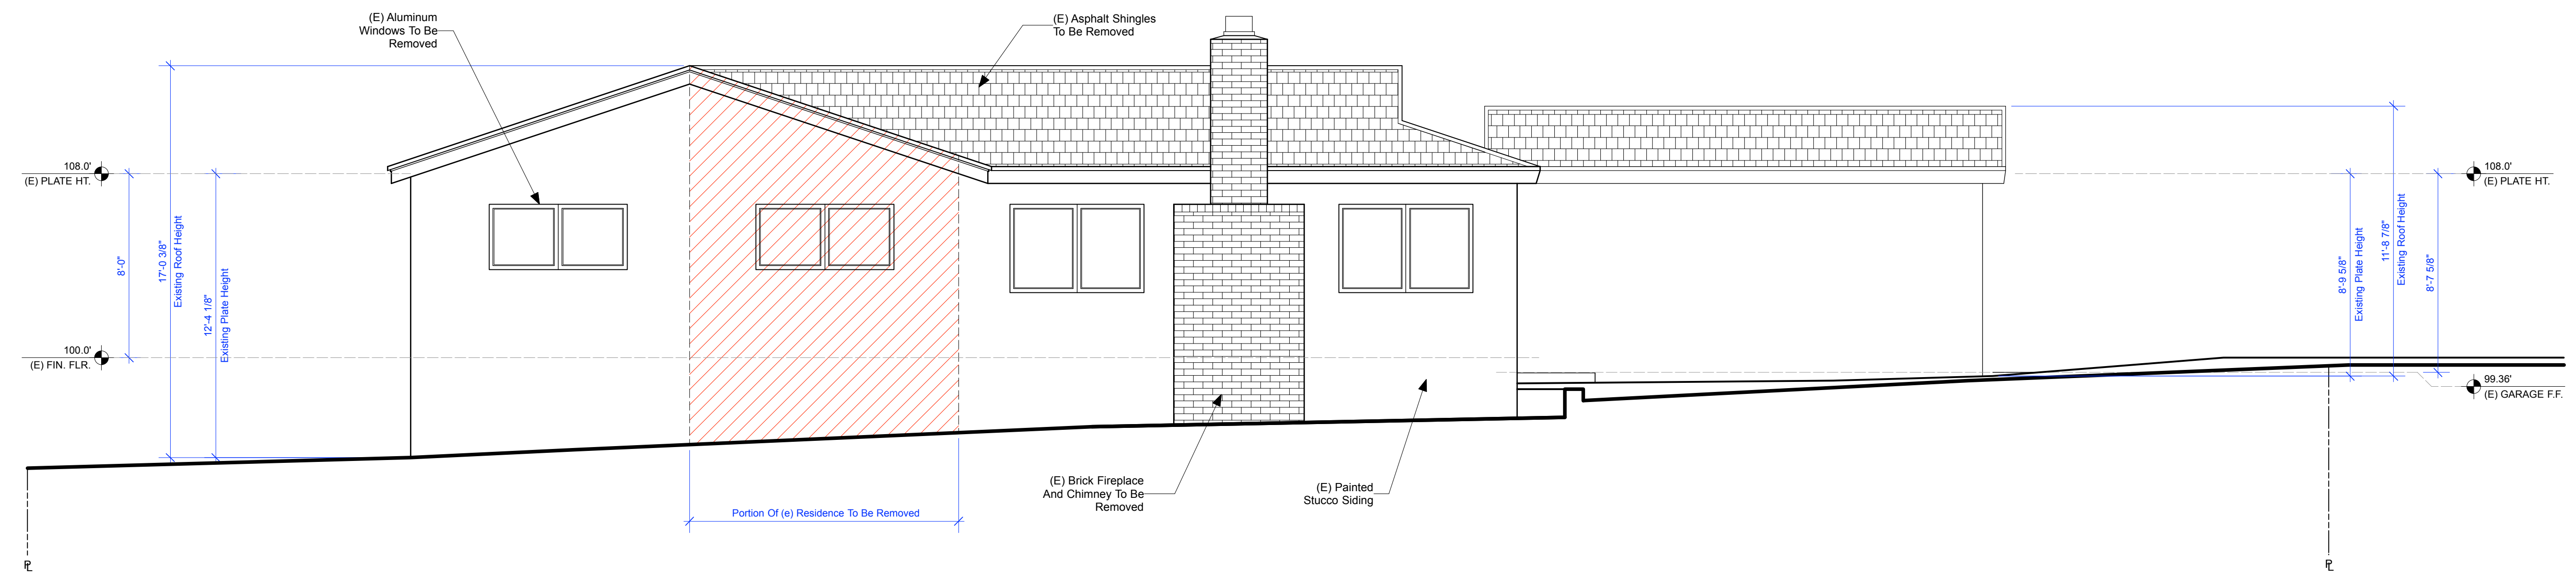 (E) Aluminum
Windows To Be
Removed
(E) Asphalt Shingles
To Be Removed
108.0'
(E) PLATE HT.
108.0'
(E) PLATE HT.
8'-0"
17'-0 3/8"
Existing Roof Height
12'-4 1/8"
Existing Plate Height
8'-9 5/8"
Existing Plate Height
11'-8 7/8"
Existing Roof Height
8'-7 5/8"
100.0'
(E) FIN. FLR.
99.36'
(E) GARAGE F.F.
(E) Brick Fireplace
And Chimney To Be
Removed
(E) Painted
Stucco Siding
Portion Of (e) Residence To Be Removed
PL
PL